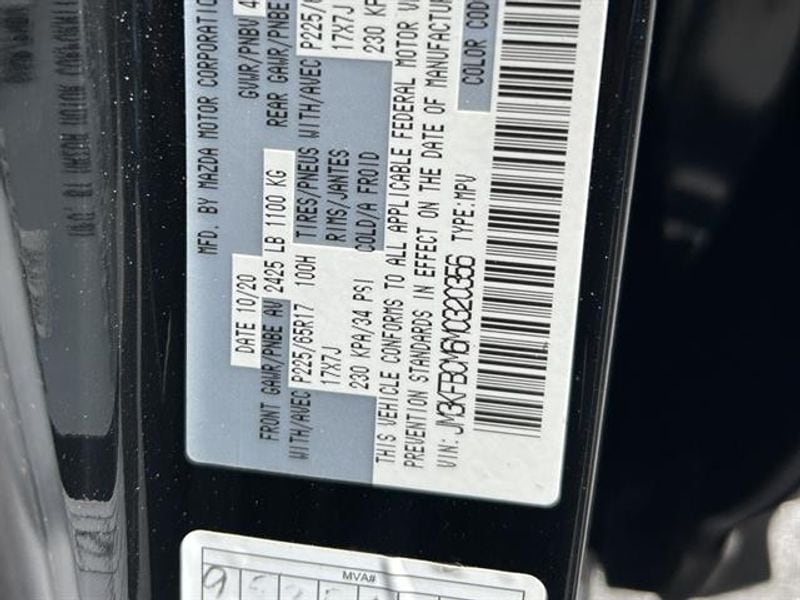 MFD. BY MAZDA MOTOR CORPORATIO
DATE 10/20 GVWR/PNBV
FRONT GAWR/PNBE AV 2425 LB 1100 KG REAR GAWR/PNBE
WITH/AVEC P225/65R17 100H TIRES/PNEUS WITH/AVEC P225/6
17X7J RIMS/JANTES 17X7J
230 KPA/34 PSI COLD/A FROID 230 KP
THIS VEHICLE CONFORMS TO ALL APPLICABLE FEDERAL MOTOR V
PREVENTION STANDARDS IN EFFECT ON THE DATE OF MANUFACTUR
VIN: JM3KFBCM6M0320356 TYPE:MPV COLOR COD
MVA#